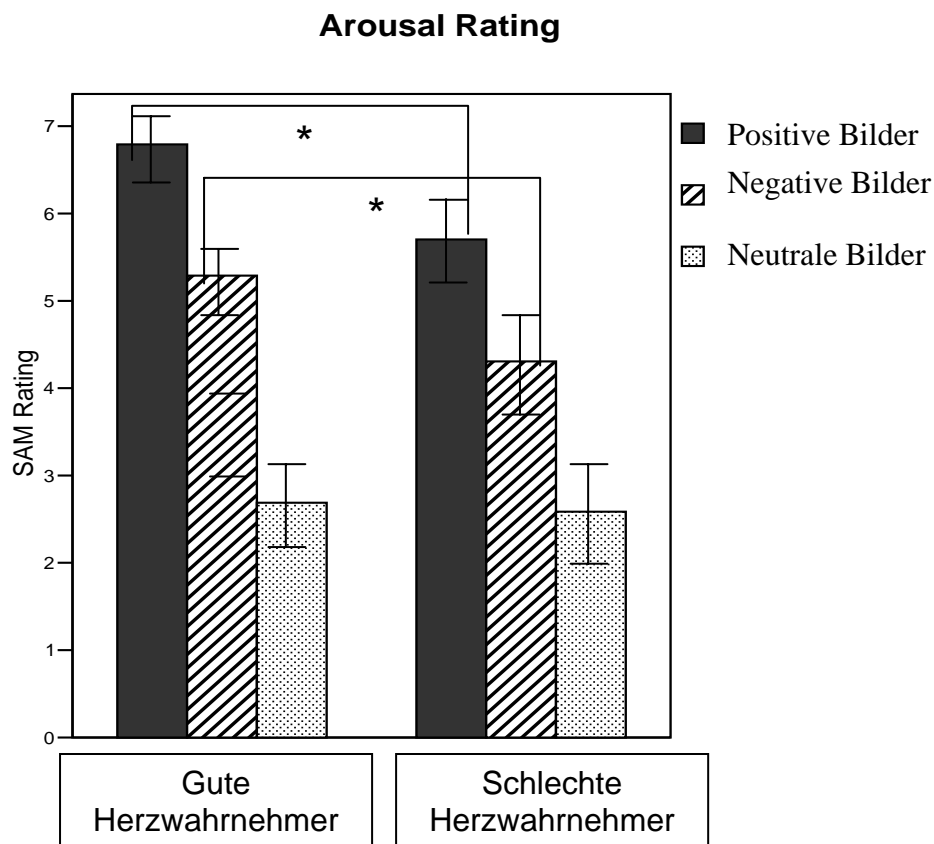 Arousal Rating
7
6
5
4
3
2
1
0
SAM Rating
*
*
Positive Bilder
Negative Bilder
Neutrale Bilder
Gute
Herzwahrnehmer
Schlechte
Herzwahrnehmer